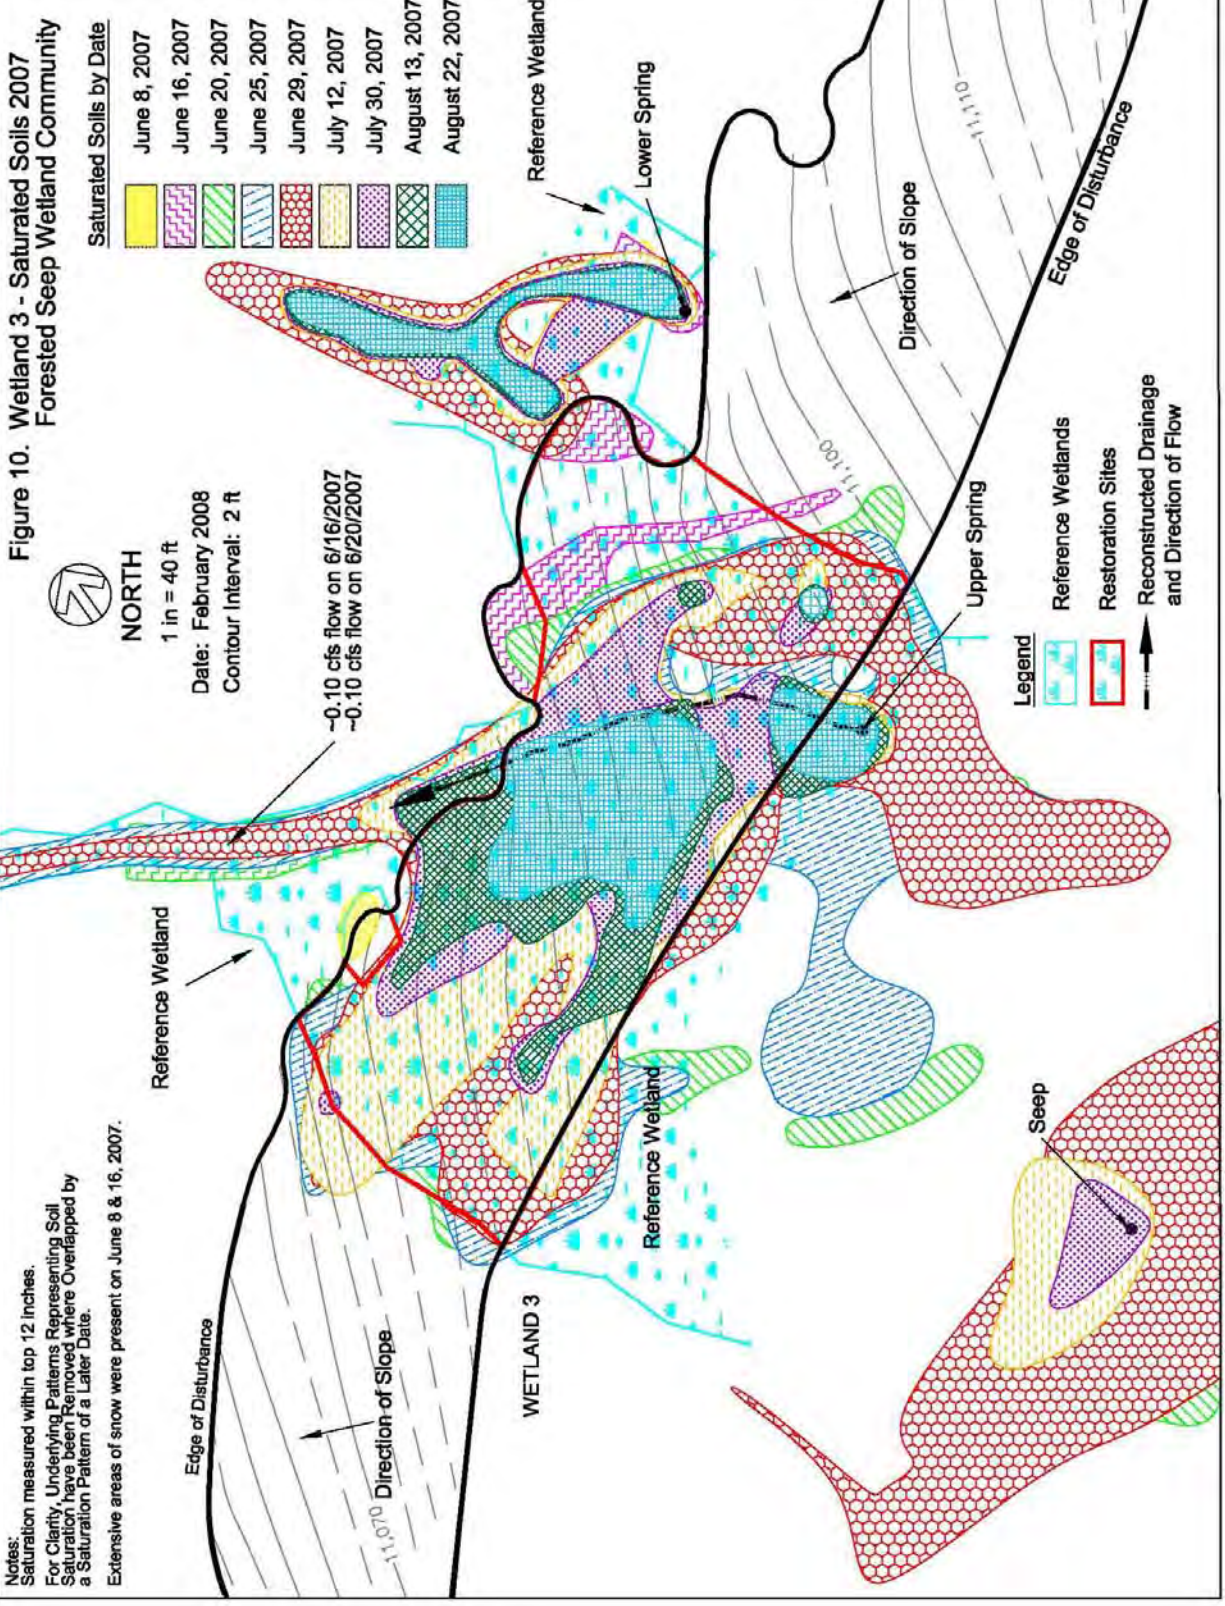 Figure 10. Wetland 3 - Saturated Soils 2007
Forested Seep Wetland Community
Notes:
Saturation measured within top 12 inches.
For Clarity, Underlying Patterns Representing Soil
Saturation have been Removed where Overlapped by
a Saturation Pattern of a Later Date.
Extensive areas of snow were present on June 8 & 16, 2007.
NORTH
1 in = 40 ft
Date: February 2008
Contour Interval: 2 ft
Saturated Soils by Date
June 8, 2007
June 16, 2007
June 20, 2007
June 25, 2007
June 29, 2007
July 12, 2007
July 30, 2007
August 13, 2007
August 22, 2007
~0.10 cfs flow on 6/16/2007
~0.10 cfs flow on 6/20/2007
Reference Wetland
Reference Wetland
Lower Spring
Edge of Disturbance
Direction of Slope
11,070
WETLAND 3
Reference Wetland
11,100
Direction of Slope
11,110
Edge of Disturbance
Upper Spring
Seep
Legend
Reference Wetlands
Restoration Sites
Reconstructed Drainage
and Direction of Flow